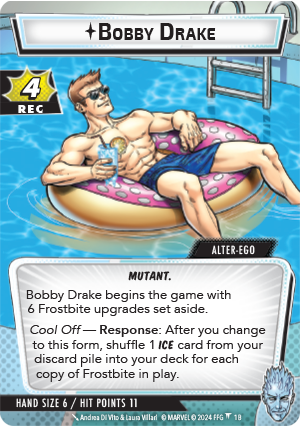 BOBBY DRAKE
4
REC
ALTER-EGO
MUTANT.
Bobby Drake begins the game with
6 Frostbite upgrades set aside.
Cool Off — Response: After you change
to this form, shuffle 1 ICE card from your
discard pile into your deck for each
copy of Frostbite in play.
HAND SIZE 6 / HIT POINTS 11
Andrea Di Vito & Laura Villari © MARVEL © 2024 FFG 1B